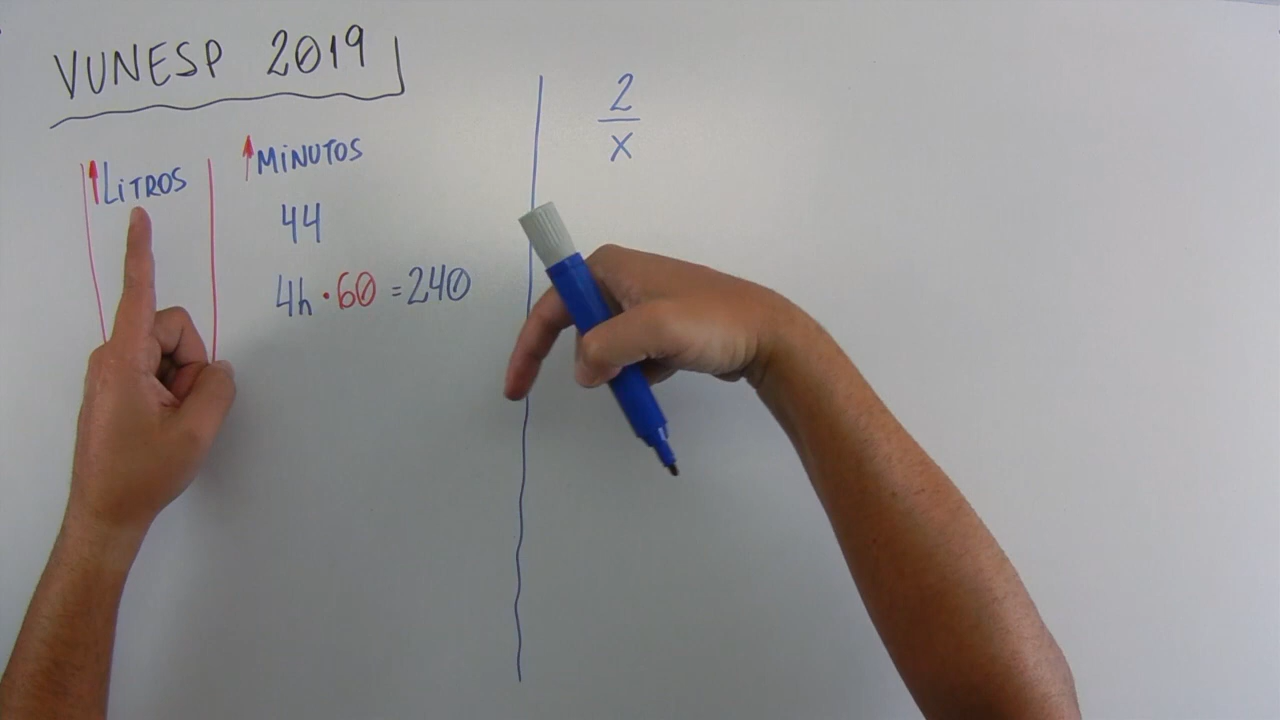 VUNESP 2019
LiTROS
MiNUTOS
44
4h · 60 = 240
2
x